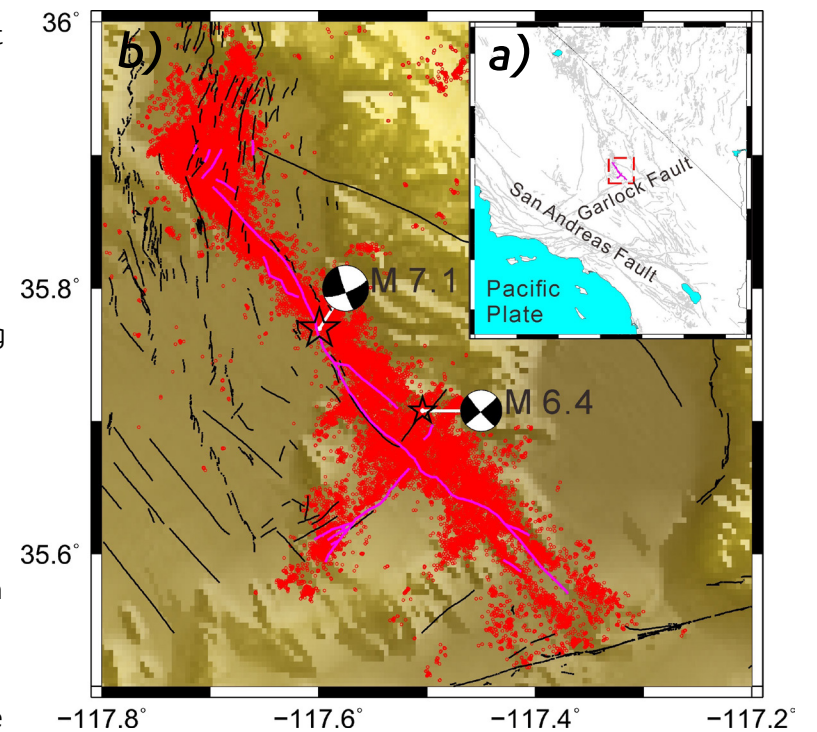 36°
b)
a)
San Andreas Fault
Garlock Fault
Pacific
Plate
35.8°
M 7.1
M 6.4
35.6°
−117.8° −117.6° −117.4° −117.2°